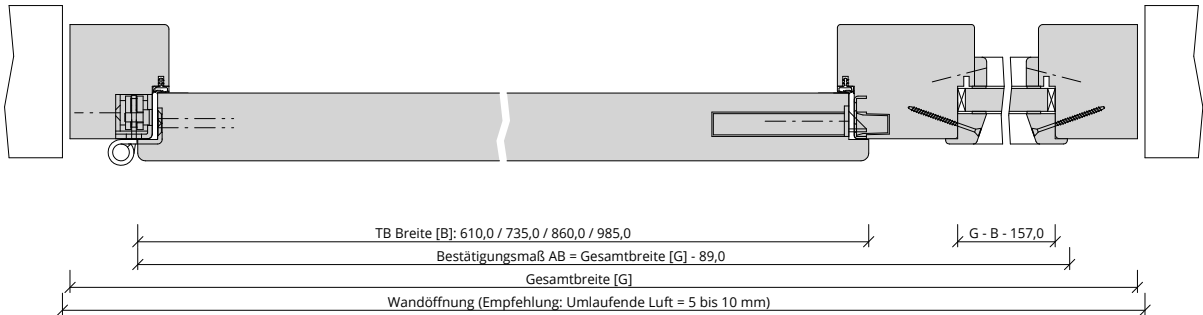 TB Breite [B]: 610,0 / 735,0 / 860,0 / 985,0
G - B - 157,0
Bestätigungsmaß AB = Gesamtbreite [G] - 89,0
Gesamtbreite [G]
Wandöffnung (Empfehlung: Umlaufende Luft = 5 bis 10 mm)